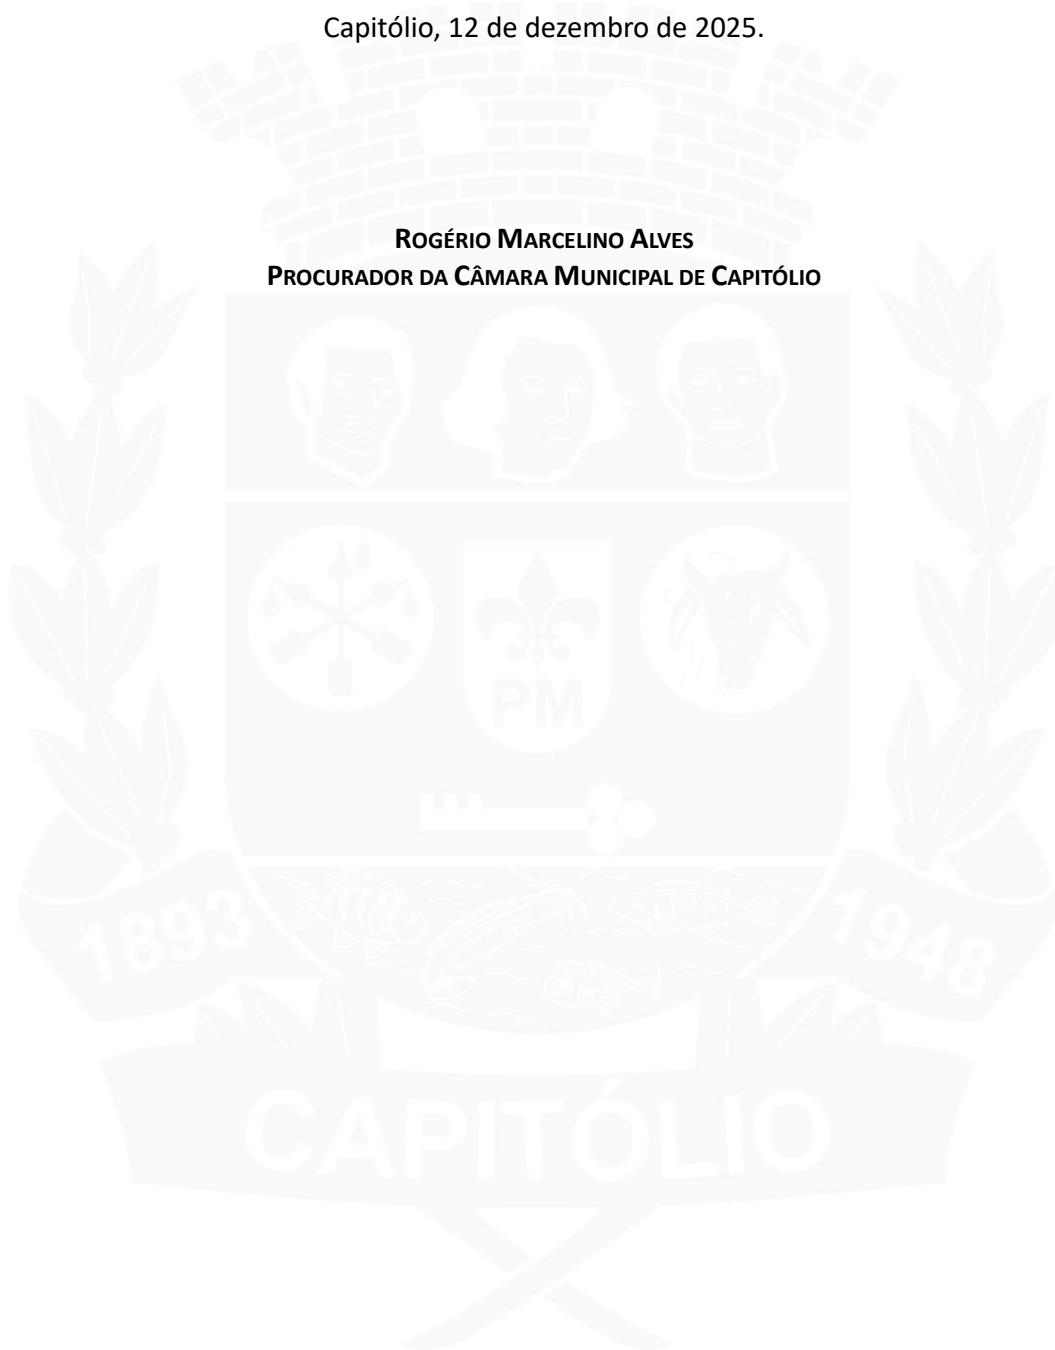 Capitólio, 12 de dezembro de 2025.
ROGÉRIO MARCELINO ALVES
PROCURADOR DA CÂMARA MUNICIPAL DE CAPITÓLIO
PM
1893
1948
CAPITÓLIO